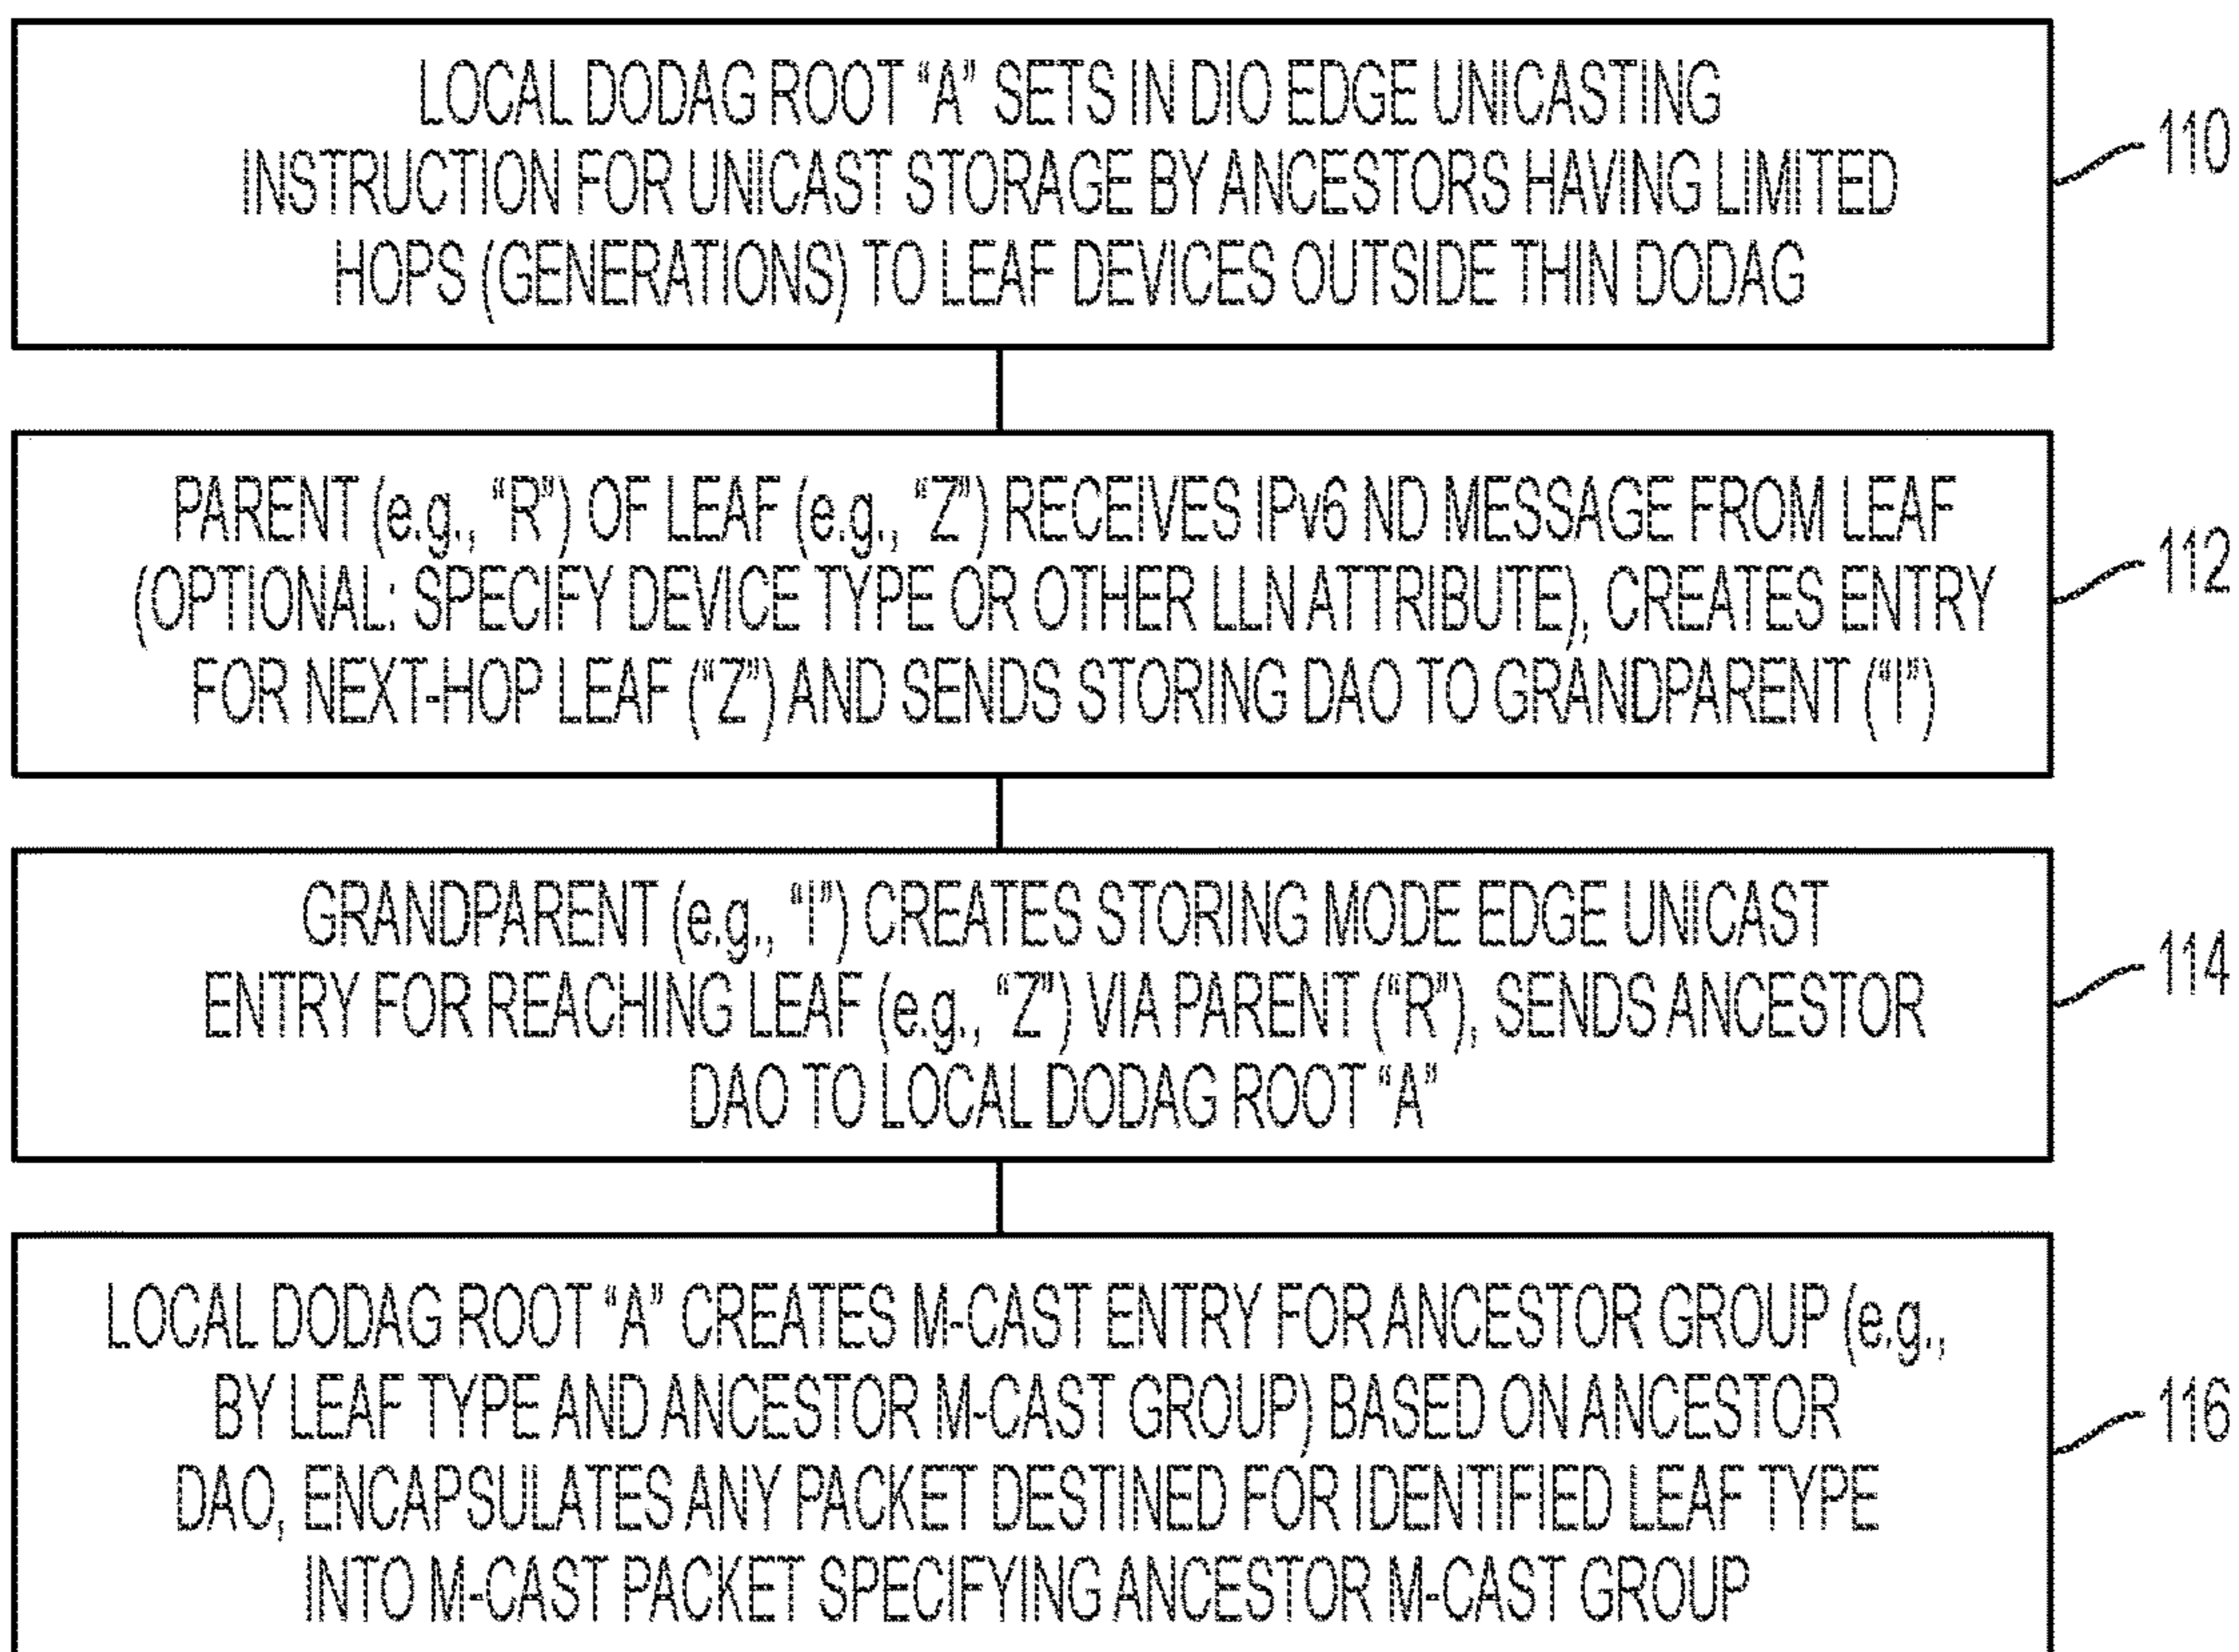 LOCAL DODAG ROOT “A” SETS IN DIO EDGE UNICASTING
INSTRUCTION FOR UNICAST STORAGE BY ANCESTORS HAVING LIMITED
HOPS (GENERATIONS) TO LEAF DEVICES OUTSIDE THIN DODAG
110
PARENT (e.g., “R”) OF LEAF (e.g., “Z”) RECEIVES IPv6 ND MESSAGE FROM LEAF
(OPTIONAL: SPECIFY DEVICE TYPE OR OTHER LLN ATTRIBUTE), CREATES ENTRY
FOR NEXT-HOP LEAF (“Z”) AND SENDS STORING DAO TO GRANDPARENT (“I”)
112
GRANDPARENT (e.g., “I”) CREATES STORING MODE EDGE UNICAST
ENTRY FOR REACHING LEAF (e.g., “Z”) VIA PARENT (“R”), SENDS ANCESTOR
DAO TO LOCAL DODAG ROOT “A”
114
LOCAL DODAG ROOT “A” CREATES M-CAST ENTRY FOR ANCESTOR GROUP (e.g.,
BY LEAF TYPE AND ANCESTOR M-CAST GROUP) BASED ON ANCESTOR
DAO, ENCAPSULATES ANY PACKET DESTINED FOR IDENTIFIED LEAF TYPE
INTO M-CAST PACKET SPECIFYING ANCESTOR M-CAST GROUP
116